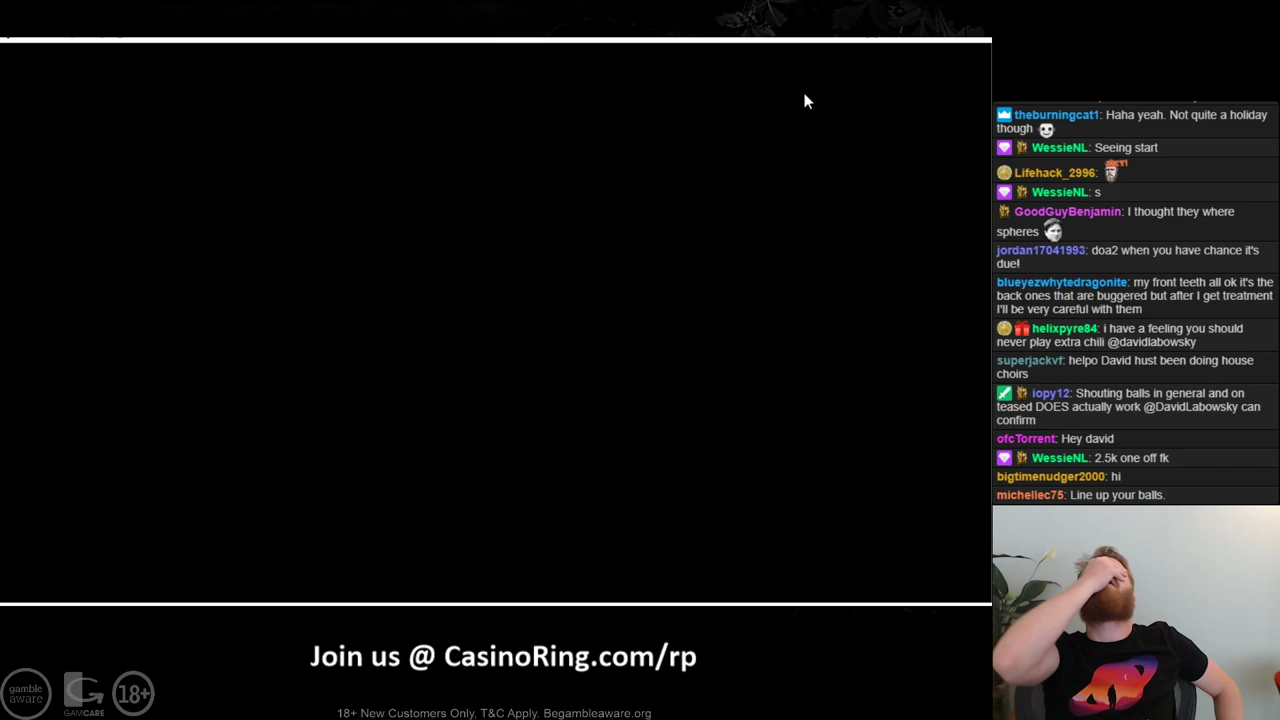 theburningcat1: Haha yeah. Not quite a holiday
though
WessieNL: Seeing start
Lifehack_2996:
WessieNL: s
GoodGuyBenjamin: I thought they where
spheres
jordan17041993: doa2 when you have chance it's
due!
blueyezwhytedragonite: my front teeth all ok it's the
back ones that are buggered but after I get treatment
I'll be very careful with them
helixpyre84: i have a feeling you should
never play extra chili @davidlabowsky
superjackvf: helpo David hust been doing house
choirs
iopy12: Shouting balls in general and on
teased DOES actually work @DavidLabowsky can
confirm
ofcTorrent: Hey david
WessieNL: 2.5k one off fk
bigtimenudger2000: hi
michellec75: Line up your balls.
Join us @ CasinoRing.com/rp
gamble
aware
GAMCARE
18+
18+ New Customers Only, T&C Apply. Begambleaware.org